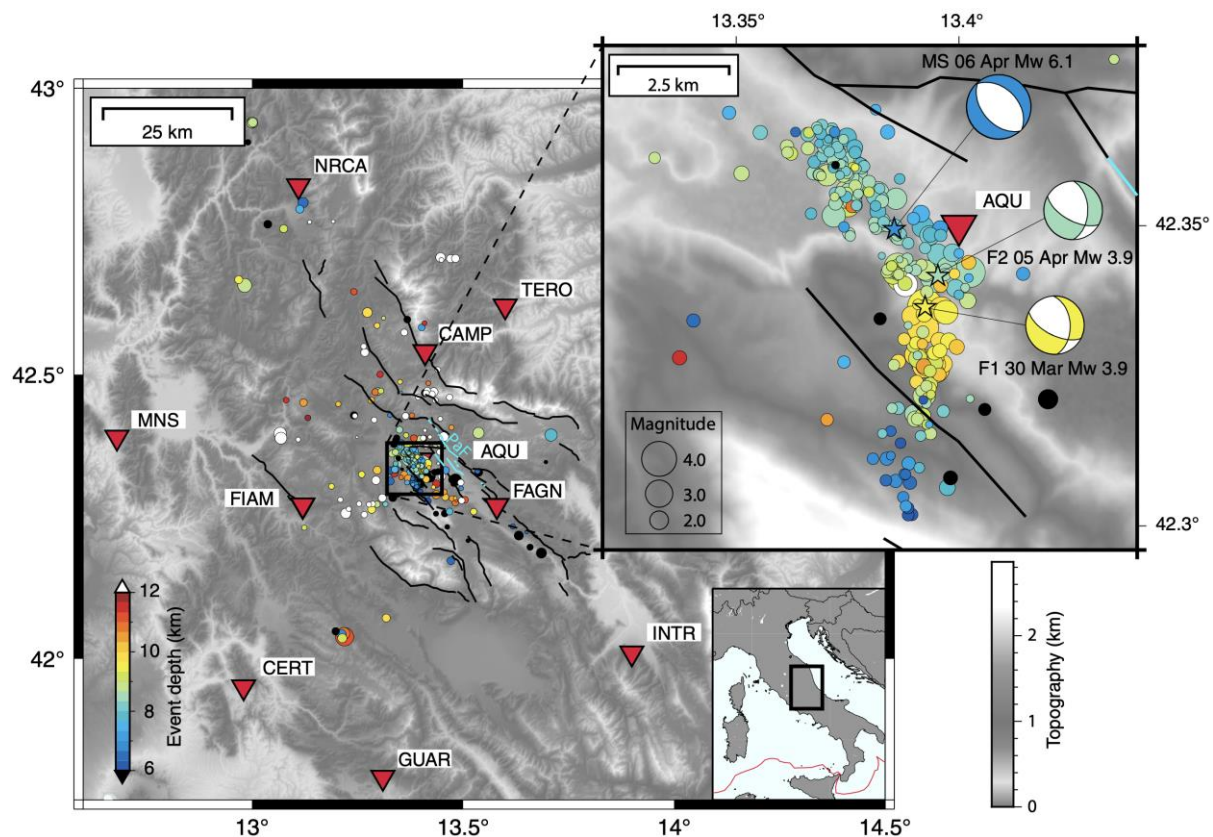 13.35°
13.4°
2.5 km
MS 06 Apr Mw 6.1
AQU
42.35°
F2 05 Apr Mw 3.9
F1 30 Mar Mw 3.9
Magnitude
4.0
3.0
2.0
42.3°
43°
25 km
NRCA
TERO
CAMP
42.5°
MNS
PaF
AQU
FIAM
FAGN
12
10
8
6
Event depth (km)
INTR
42°
CERT
GUAR
13°
13.5°
14°
14.5°
2
1
0
Topography (km)